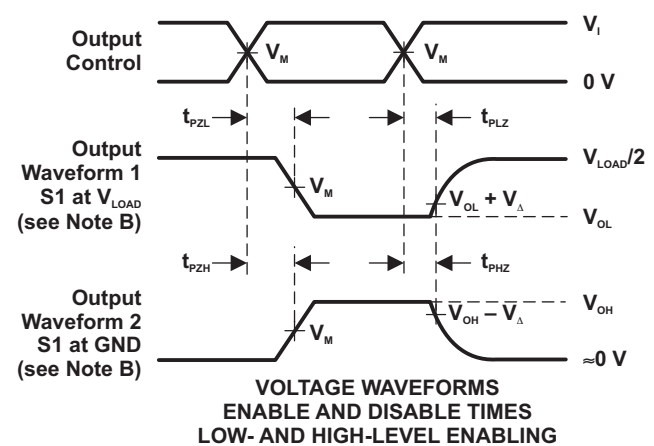 Output
Control
V_M
V_M
V_I
0 V
t_PZL
t_PLZ
Output
Waveform 1
S1 at V_LOAD
(see Note B)
V_M
V_OL + V_Δ
V_LOAD/2
V_OL
t_PZH
t_PHZ
Output
Waveform 2
S1 at GND
(see Note B)
V_M
V_OH – V_Δ
V_OH
≈0 V
VOLTAGE WAVEFORMS
ENABLE AND DISABLE TIMES
LOW- AND HIGH-LEVEL ENABLING